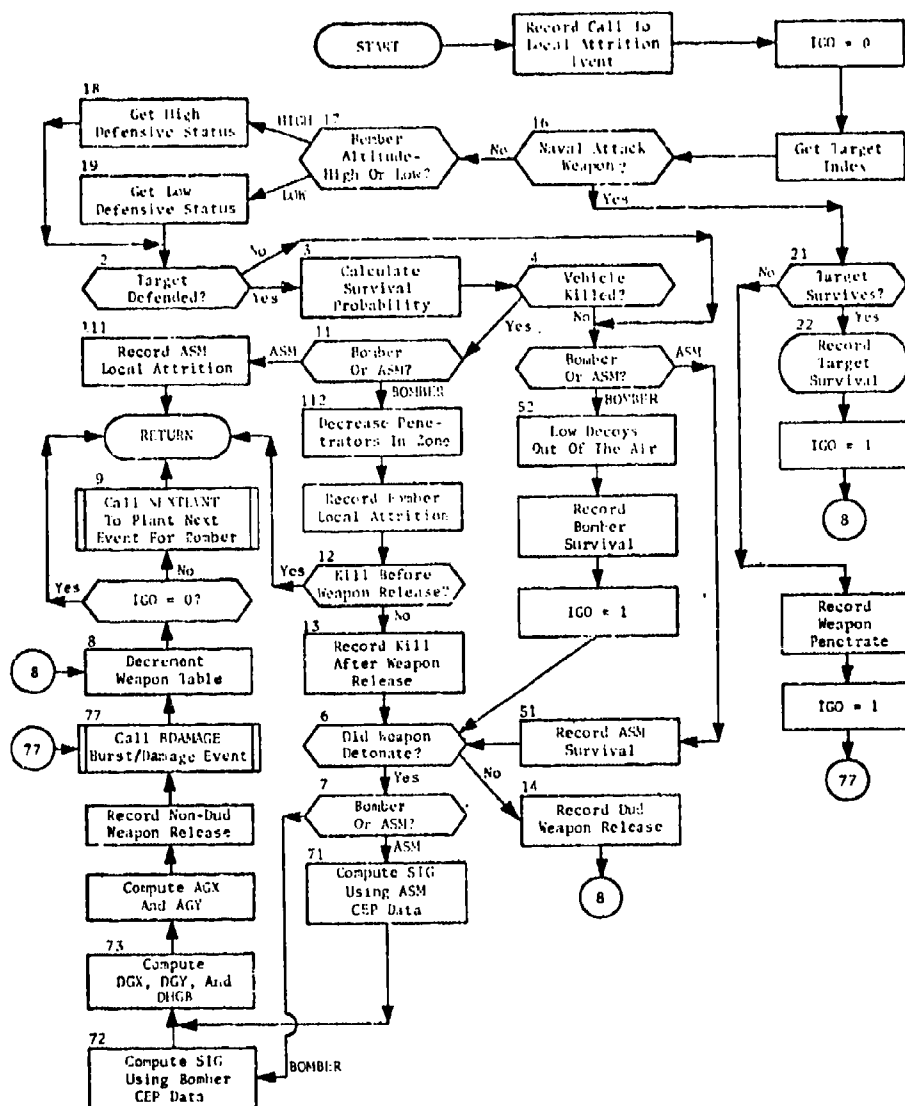 START
Record Call To
Local Attrition
Event
IGO = 0
18
Get High
Defensive Status
HIGH
17
Bomber
Altitude-
High Or Low?
No
16
Naval Attack
Weapon?
Get Target
Index
19
Get Low
Defensive Status
LOW
Yes
2
Target
Defended?
No
Yes
3
Calculate
Survival
Probability
4
Vehicle
Killed?
Yes
No
21
Target
Survives?
No
Yes
111
Record ASM
Local Attrition
ASM
11
Bomber
Or ASM?
BOMBER
Bomber
Or ASM?
ASM
BOMBER
22
Record
Target
Survival
RETURN
112
Decrease Pene-
trators In Zone
52
Low Decoys
Out Of The Air
IGO = 1
8
9
Call NEXTEVNT
To Plant Next
Event For Bomber
Record Bomber
Local Attrition
Record
Bomber
Survival
No
Yes
IGO = 0?
Yes
12
Kill Before
Weapon Release?
No
IGO = 1
Record
Weapon
Penetrate
8
8
Decrement
Weapon Table
13
Record Kill
After Weapon
Release
IGO = 1
77
77
77
Call BDAMAGE
Burst/Damage Event
6
Did Weapon
Detonate?
Yes
No
51
Record ASM
Survival
Record Non-Dud
Weapon Release
7
Bomber
Or ASM?
ASM
14
Record Dud
Weapon Release
8
Compute AGX
And AGY
71
Compute SIG
Using ASM
CEP Data
73
Compute
DGX, DGY, And
DHGB
72
Compute SIG
Using Bomber
CEP Data
BOMBER